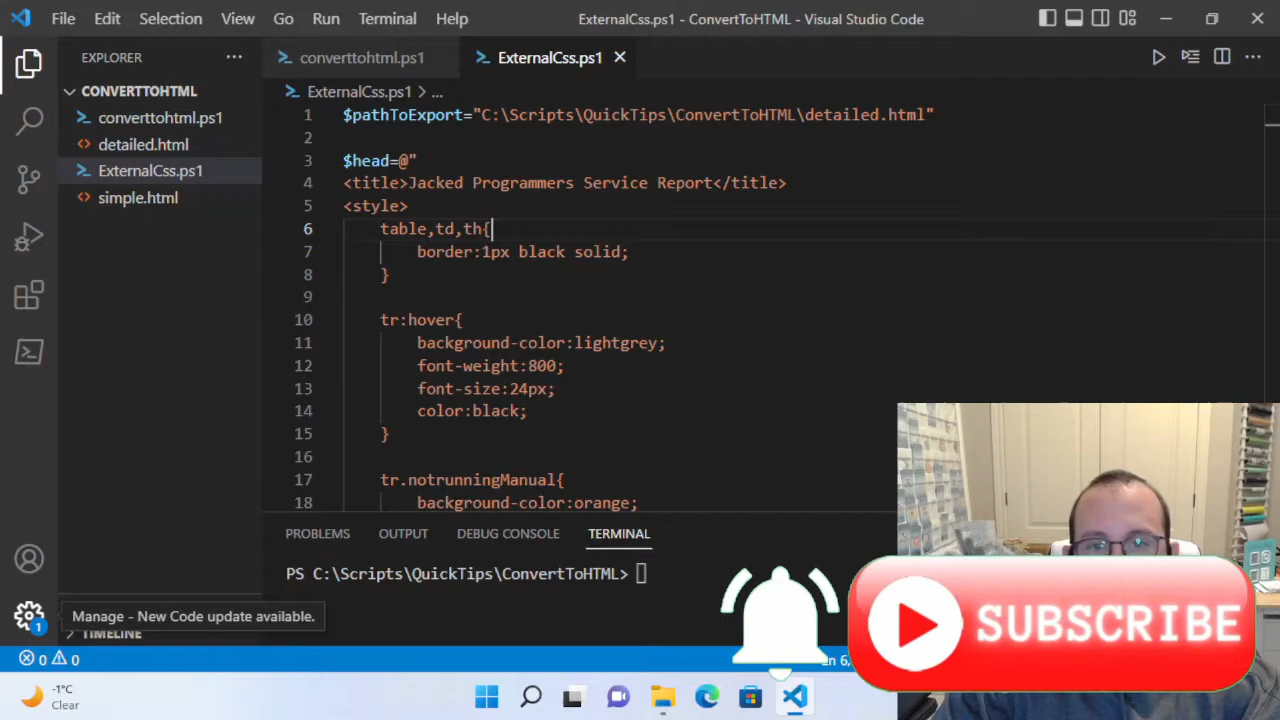 File Edit Selection View Go Run Terminal Help ExternalCss.ps1 - ConvertToHTML - Visual Studio Code
EXPLORER
CONVERTTOHTML
converttohtml.ps1
detailed.html
ExternalCss.ps1
simple.html
converttohtml.ps1 ExternalCss.ps1
ExternalCss.ps1 > ...
1 $pathToExport="C:\Scripts\QuickTips\ConvertToHTML\detailed.html"
2
3 $head=@"
4 <title>Jacked Programmers Service Report</title>
5 <style>
6 table,td,th{
7 border:1px black solid;
8 }
9
10 tr:hover{
11 background-color:lightgrey;
12 font-weight:800;
13 font-size:24px;
14 color:black;
15 }
16
17 tr.notrunningManual{
18 background-color:orange;
PROBLEMS OUTPUT DEBUG CONSOLE TERMINAL
PS C:\Scripts\QuickTips\ConvertToHTML>
1
Manage - New Code update available.
TIMELINE
SUBSCRIBE
0 0
Ln 6,
-1°C
Clear